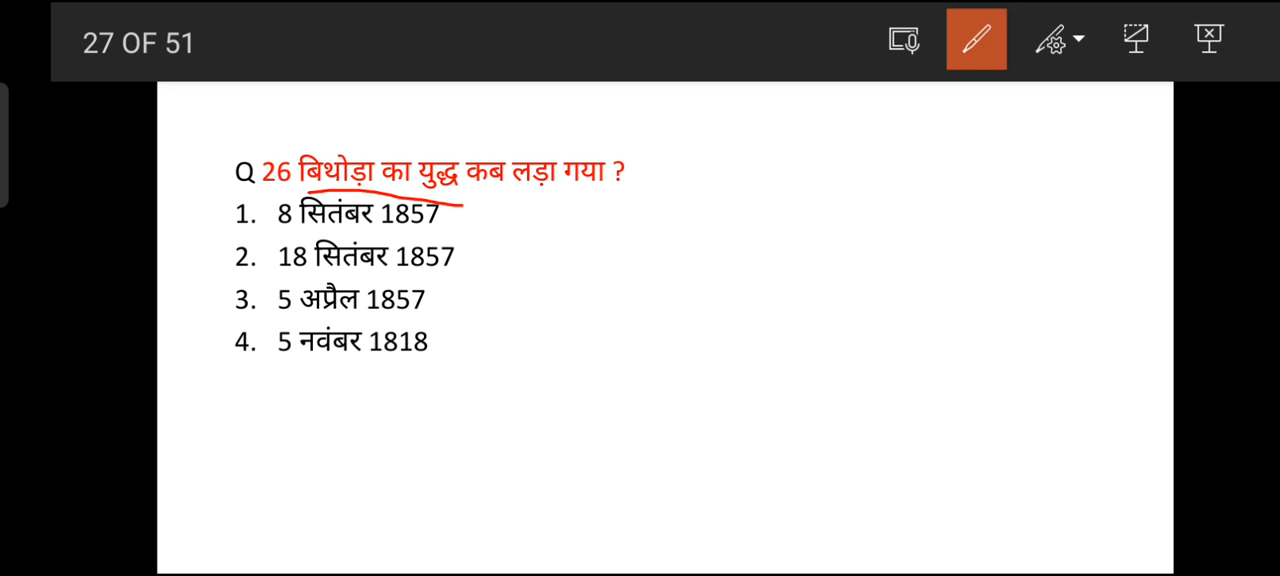 27 OF 51
Q 26 बिथोड़ा का युद्ध कब लड़ा गया ?
1. 8 सितंबर 1857
2. 18 सितंबर 1857
3. 5 अप्रैल 1857
4. 5 नवंबर 1818